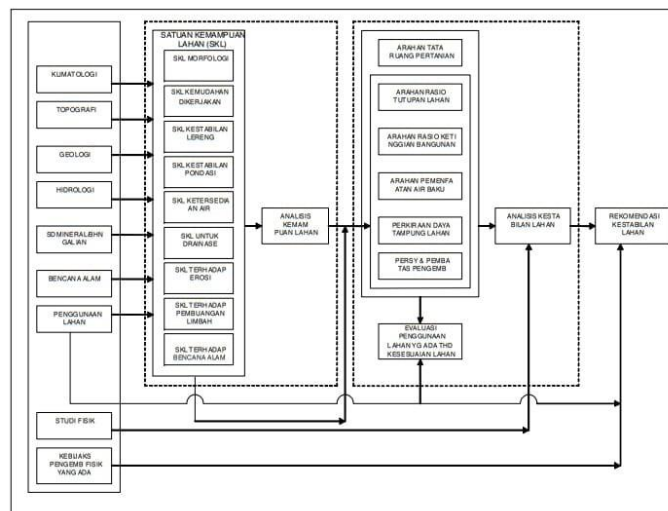 KLIMATOLOGI
TOPOGRAFI
GEOLOGI
HIDROLOGI
SDMINERAL/BHN
GALIAN
BENCANA ALAM
PENGGUNAAN
LAHAN
STUDI FISIK
KEBIJAKS
PENGEMB FISIK
YANG ADA
SATUAN KEMAMPUAN
LAHAN (SKL)
SKL MORFOLOGI
SKL KEMUDAHAN
DIKERJAKAN
SKL KESTABILAN
LERENG
SKL KESTABILAN
PONDASI
SKL KETERSEDIA
AN AIR
SKL UNTUK
DRAINASE
SKL TERHADAP
EROSI
SKL TERHADAP
PEMBUANGAN
LIMBAH
SKL TERHADAP
BENCANA ALAM
ANALISIS
KEMAM
PUAN LAHAN
ARAHAN TATA
RUANG PERTANIAN
ARAHAN RASIO
TUTUPAN LAHAN
ARAHAN RASIO KETI
NGGIAN BANGUNAN
ARAHAN PEMENFA
ATAN AIR BAKU
PERKIRAAN DAYA
TAMPUNG LAHAN
PERSY & PEMBA
TAS PENGEMB
EVALUASI
PENGGUNAAN
LAHAN YG ADA THD
KESESUAIAN LAHAN
ANALISIS KESTA
BILAN LAHAN
REKOMENDASI
KESTABILAN
LAHAN